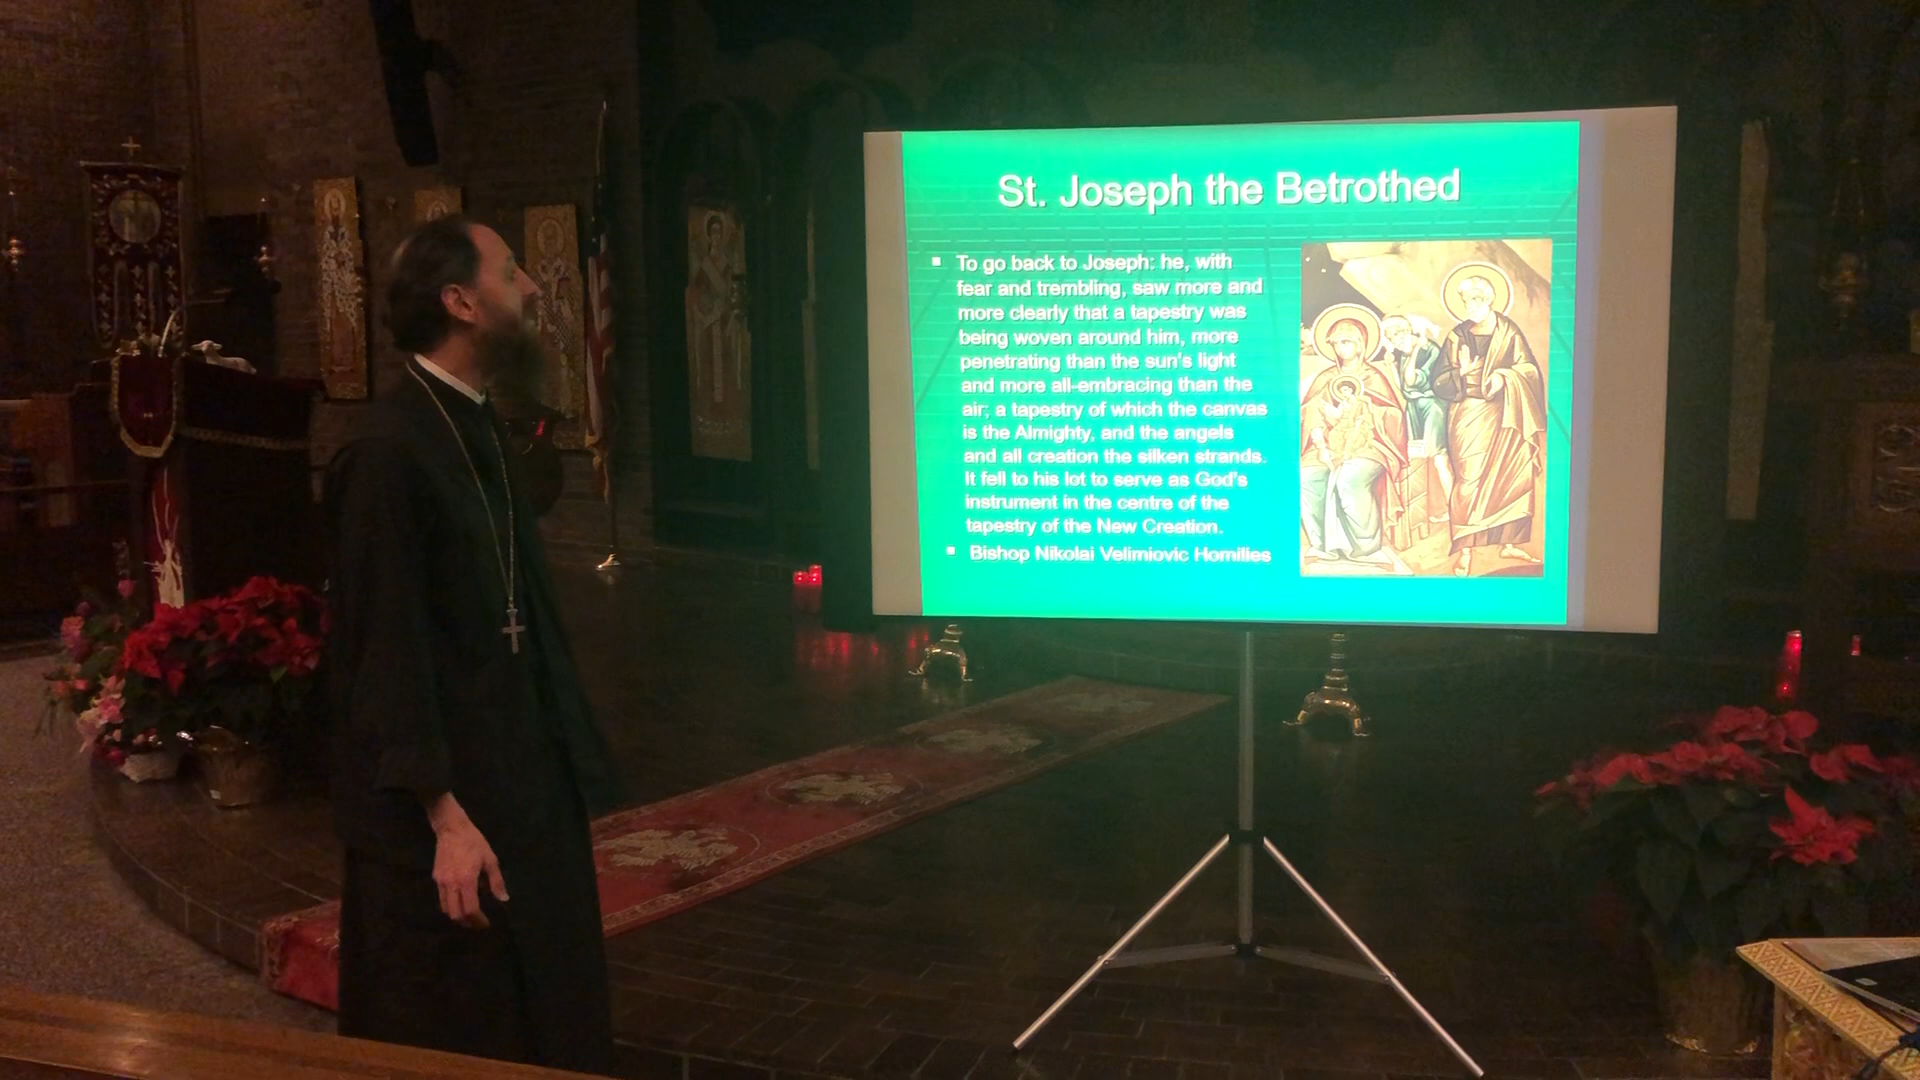 St. Joseph the Betrothed
To go back to Joseph: he, with
fear and trembling, saw more and
more clearly that a tapestry was
being woven around him, more
penetrating than the sun's light
and more all-embracing than the
air; a tapestry of which the canvas
is the Almighty, and the angels
and all creation the silken strands.
It fell to his lot to serve as God's
instrument in the centre of the
tapestry of the New Creation.
Bishop Nikolai Velimiovic Homilies